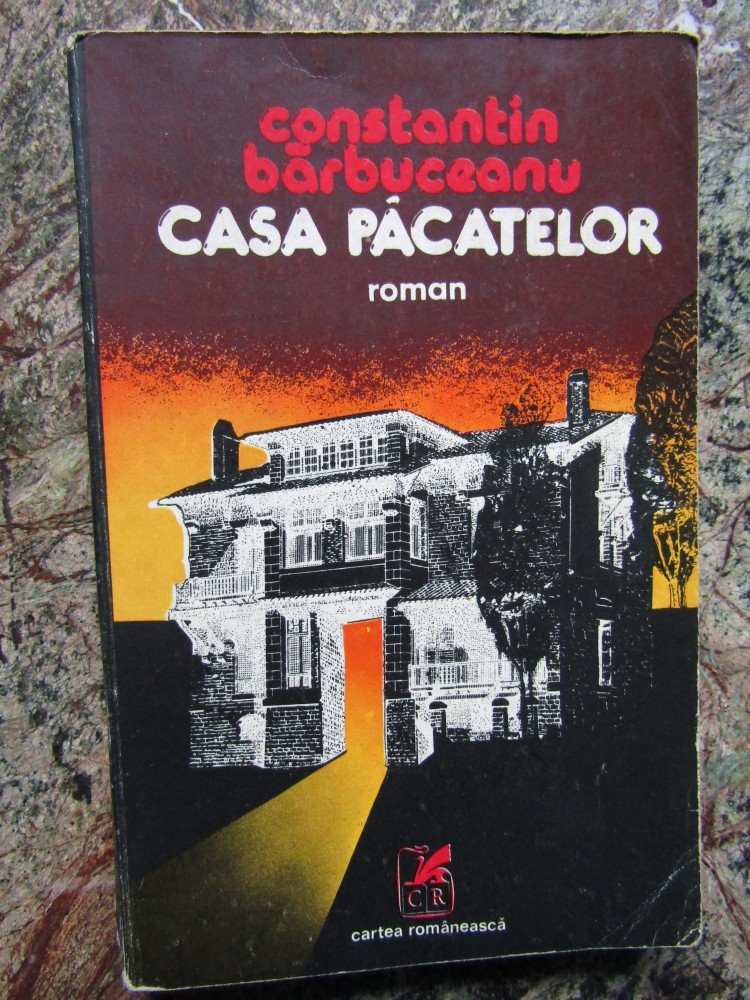 constantin
bărbuceanu
CASA PĂCATELOR
roman
CR
cartea românească